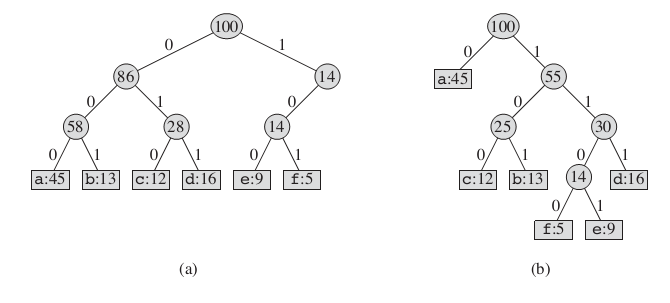 100 100
0 1 0 1
86 14 a:45 55
0 1 0 0 1
58 28 14 25 30
0 1 0 1 0 1 0 1 0 1
a:45 b:13 c:12 d:16 e:9 f:5 c:12 b:13 14 d:16
0 1
f:5 e:9
(a) (b)